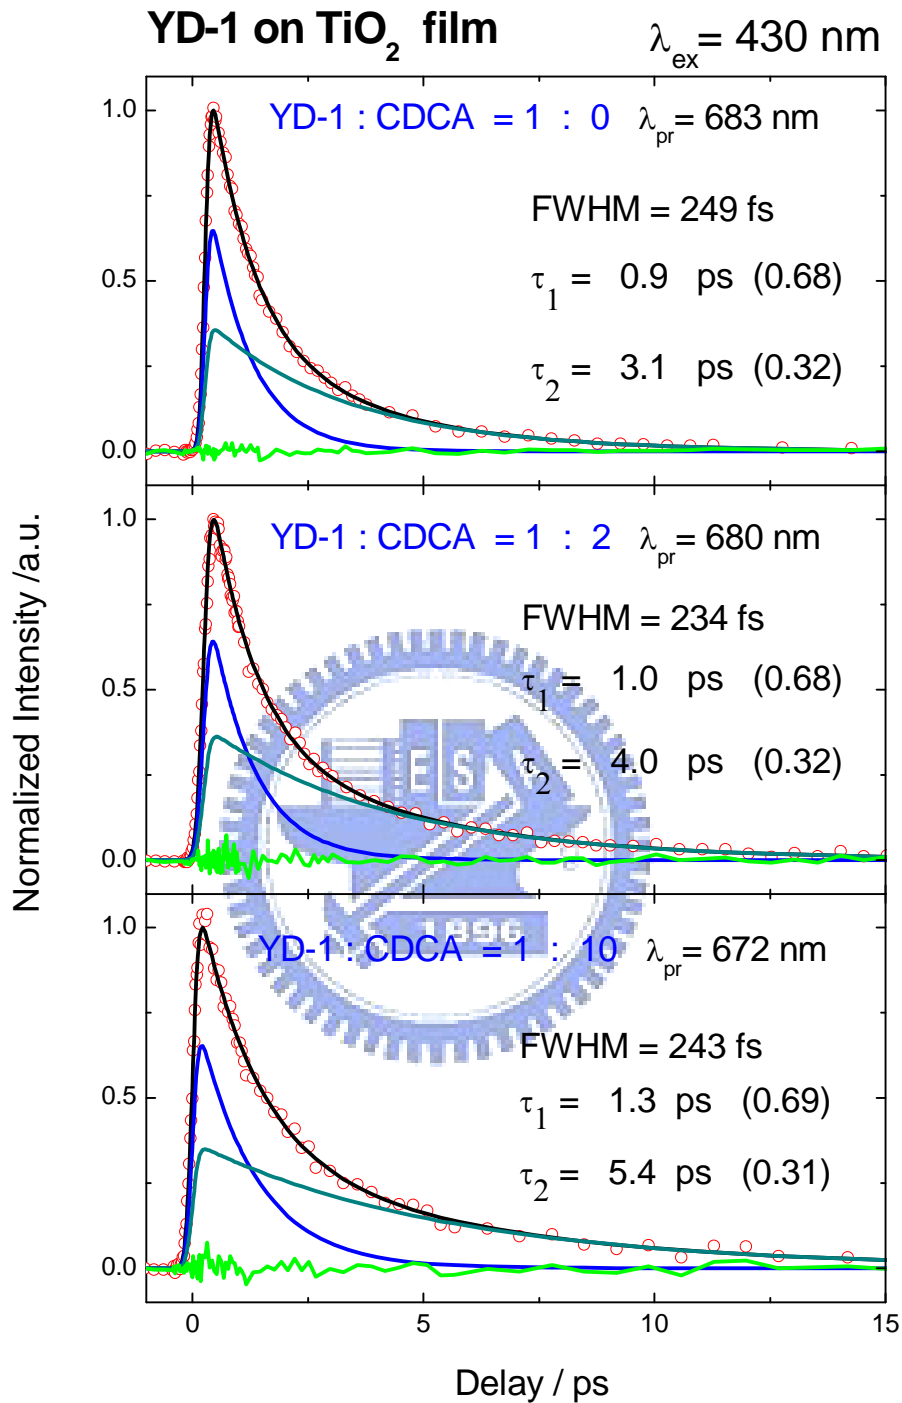 YD-1 on TiO2 film
λex= 430 nm
YD-1 : CDCA = 1 : 0 λpr= 683 nm
FWHM = 249 fs
τ1 = 0.9 ps (0.68)
τ2 = 3.1 ps (0.32)
1.0
0.5
0.0
YD-1 : CDCA = 1 : 2 λpr= 680 nm
FWHM = 234 fs
τ1 = 1.0 ps (0.68)
τ2 = 4.0 ps (0.32)
1.0
0.5
0.0
ES
1896
YD-1 : CDCA = 1 : 10 λpr= 672 nm
FWHM = 243 fs
τ1 = 1.3 ps (0.69)
τ2 = 5.4 ps (0.31)
1.0
0.5
0.0
0 5 10 15
Delay / ps
Normalized Intensity /a.u.